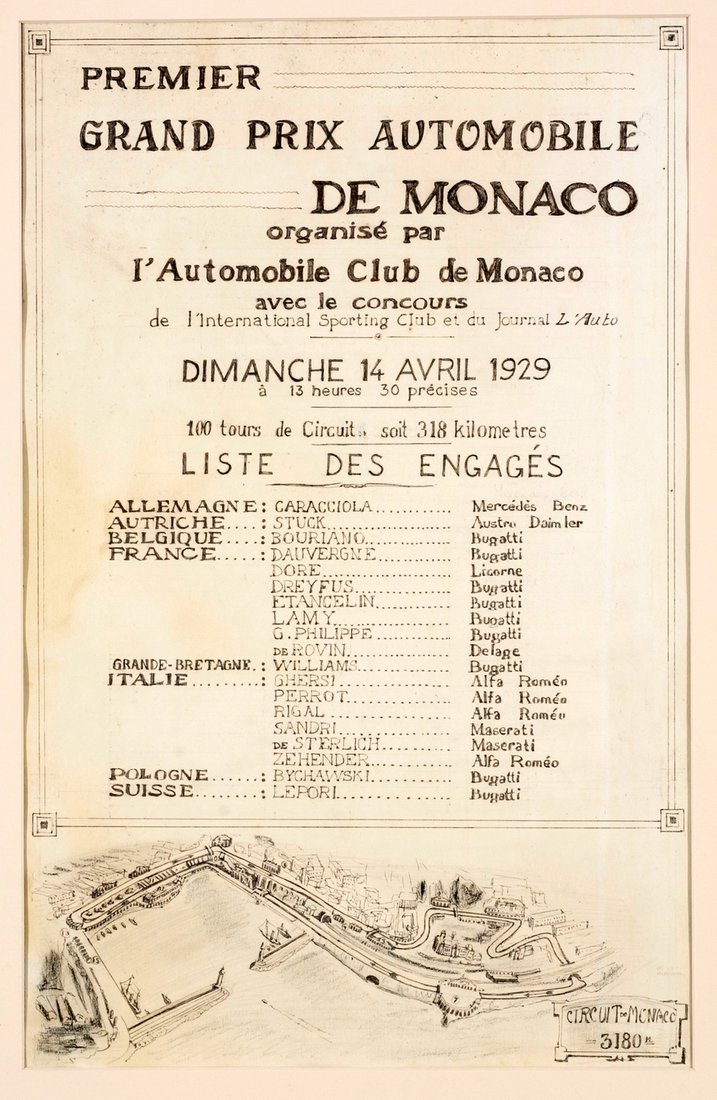 PREMIER
GRAND PRIX AUTOMOBILE
DE MONACO
organisé par
l'Automobile Club de Monaco
avec le concours
de l'International Sporting Club et du Journal L'Auto
DIMANCHE 14 AVRIL 1929
à 13 heures 30 précises
100 tours de Circuit, soit 318 kilometres
LISTE DES ENGAGÉS
ALLEMAGNE: CARACCIOLA........... Mercédès Benz
AUTRICHE....: STUCK..................... Austro Daimler
BELGIQUE....: BOURIANO............. Bugatti
FRANCE.....: DAUVERGNE............ Bugatti
DORE...................... Licorne
DREYFUS................ Bugatti
ETANCELIN............. Bugatti
LAMY..................... Bugatti
G. PHILIPPE............ Bugatti
DE ROVIN................. Delage
GRANDE-BRETAGNE.: WILLIAMS............... Bugatti
ITALIE........: GHERSI................... Alfa Roméo
PERROT.................. Alfa Roméo
RIGAL.................... Alfa Roméo
SANDRI.................. Maserati
DE STERLICH............ Maserati
ZEHENDER.............. Alfa Roméo
POLOGNE......: BYCHAWSKI............. Bugatti
SUISSE........: LEPORI................... Bugatti
CIRCUIT DE MONACO
3180 M